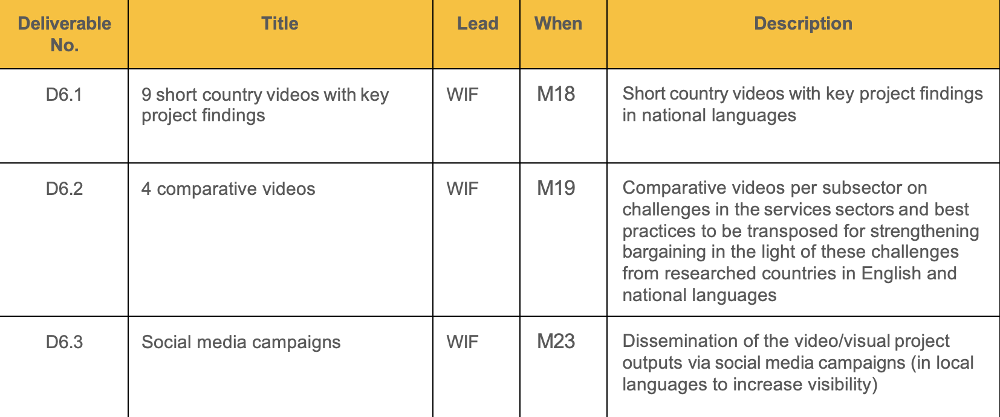 Deliverable No. Title Lead When Description
D6.1 9 short country videos with key WIF M18 Short country videos with key project findings
project findings in national languages
D6.2 4 comparative videos WIF M19 Comparative videos per subsector on
challenges in the services sectors and best
practices to be transposed for strengthening
bargaining in the light of these challenges
from researched countries in English and
national languages
D6.3 Social media campaigns WIF M23 Dissemination of the video/visual project
outputs via social media campaigns (in local
languages to increase visibility)